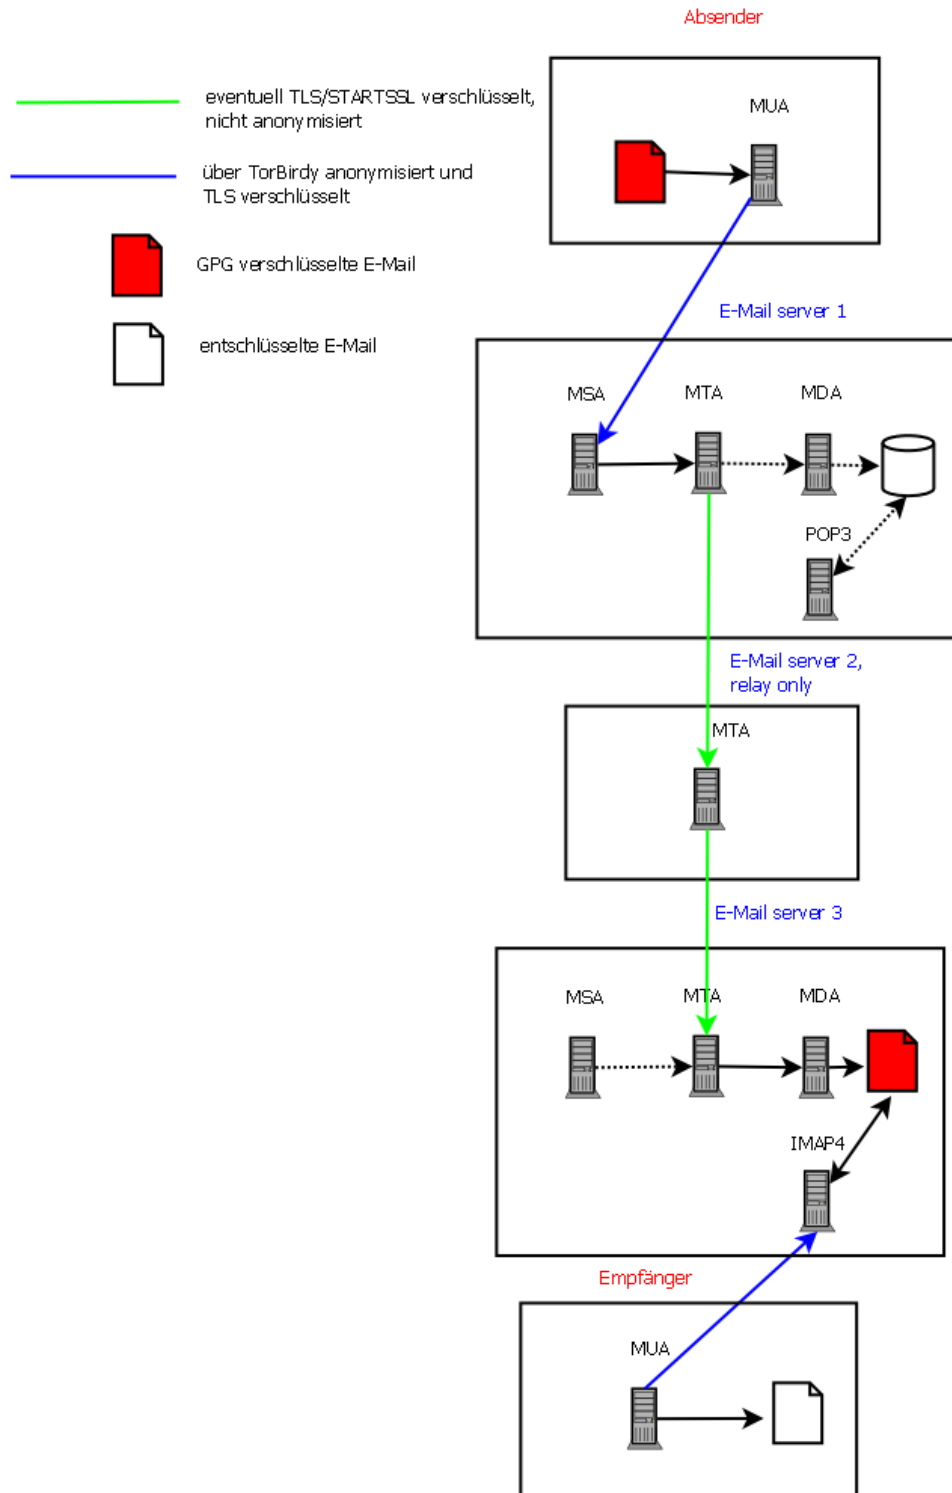 Absender
eventuell TLS/STARTSSL verschlüsselt,
nicht anonymisiert
MUA
über TorBirdy anonymisiert und
TLS verschlüsselt
GPG verschlüsselte E-Mail
E-Mail server 1
entschlüsselte E-Mail
MSA
MTA
MDA
POP3
E-Mail server 2,
relay only
MTA
E-Mail server 3
MSA
MTA
MDA
IMAP4
Empfänger
MUA